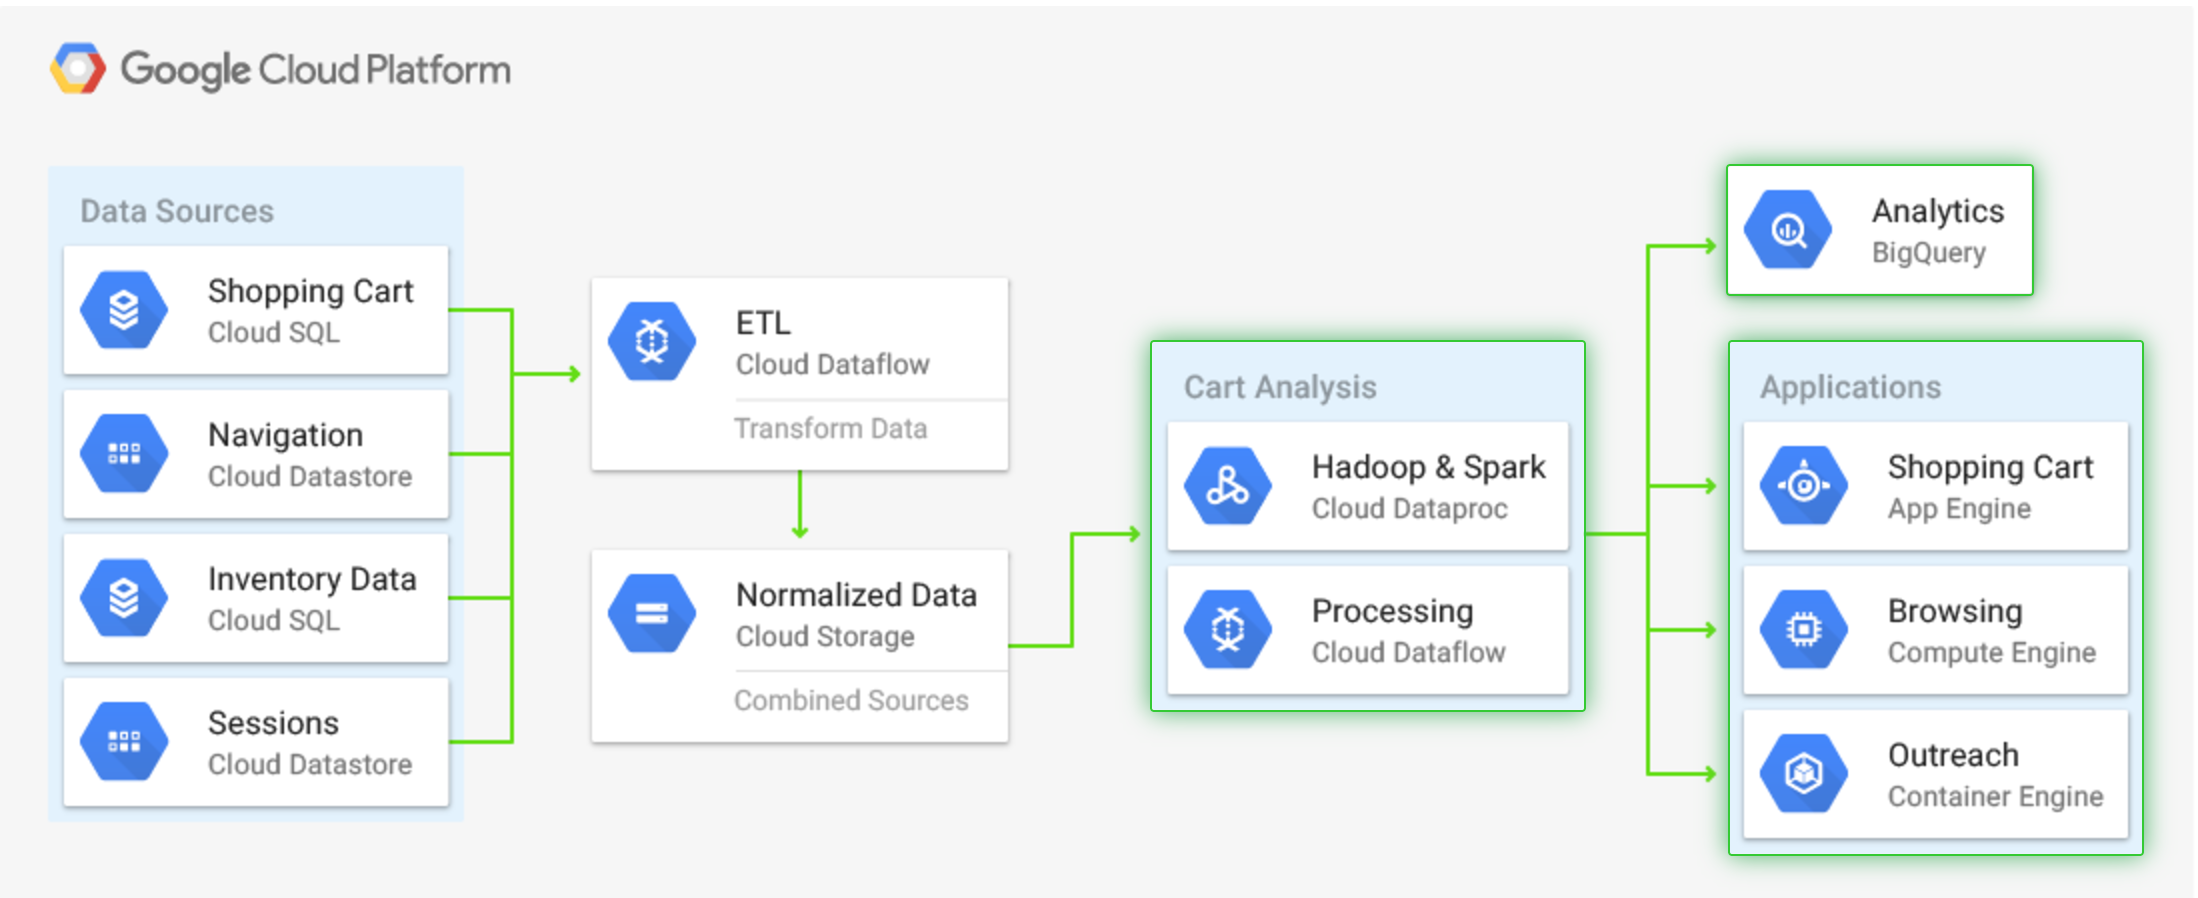 Google Cloud Platform
Data Sources
Shopping Cart
Cloud SQL
Navigation
Cloud Datastore
Inventory Data
Cloud SQL
Sessions
Cloud Datastore
ETL
Cloud Dataflow
Transform Data
Normalized Data
Cloud Storage
Combined Sources
Cart Analysis
Hadoop & Spark
Cloud Dataproc
Processing
Cloud Dataflow
Analytics
BigQuery
Applications
Shopping Cart
App Engine
Browsing
Compute Engine
Outreach
Container Engine